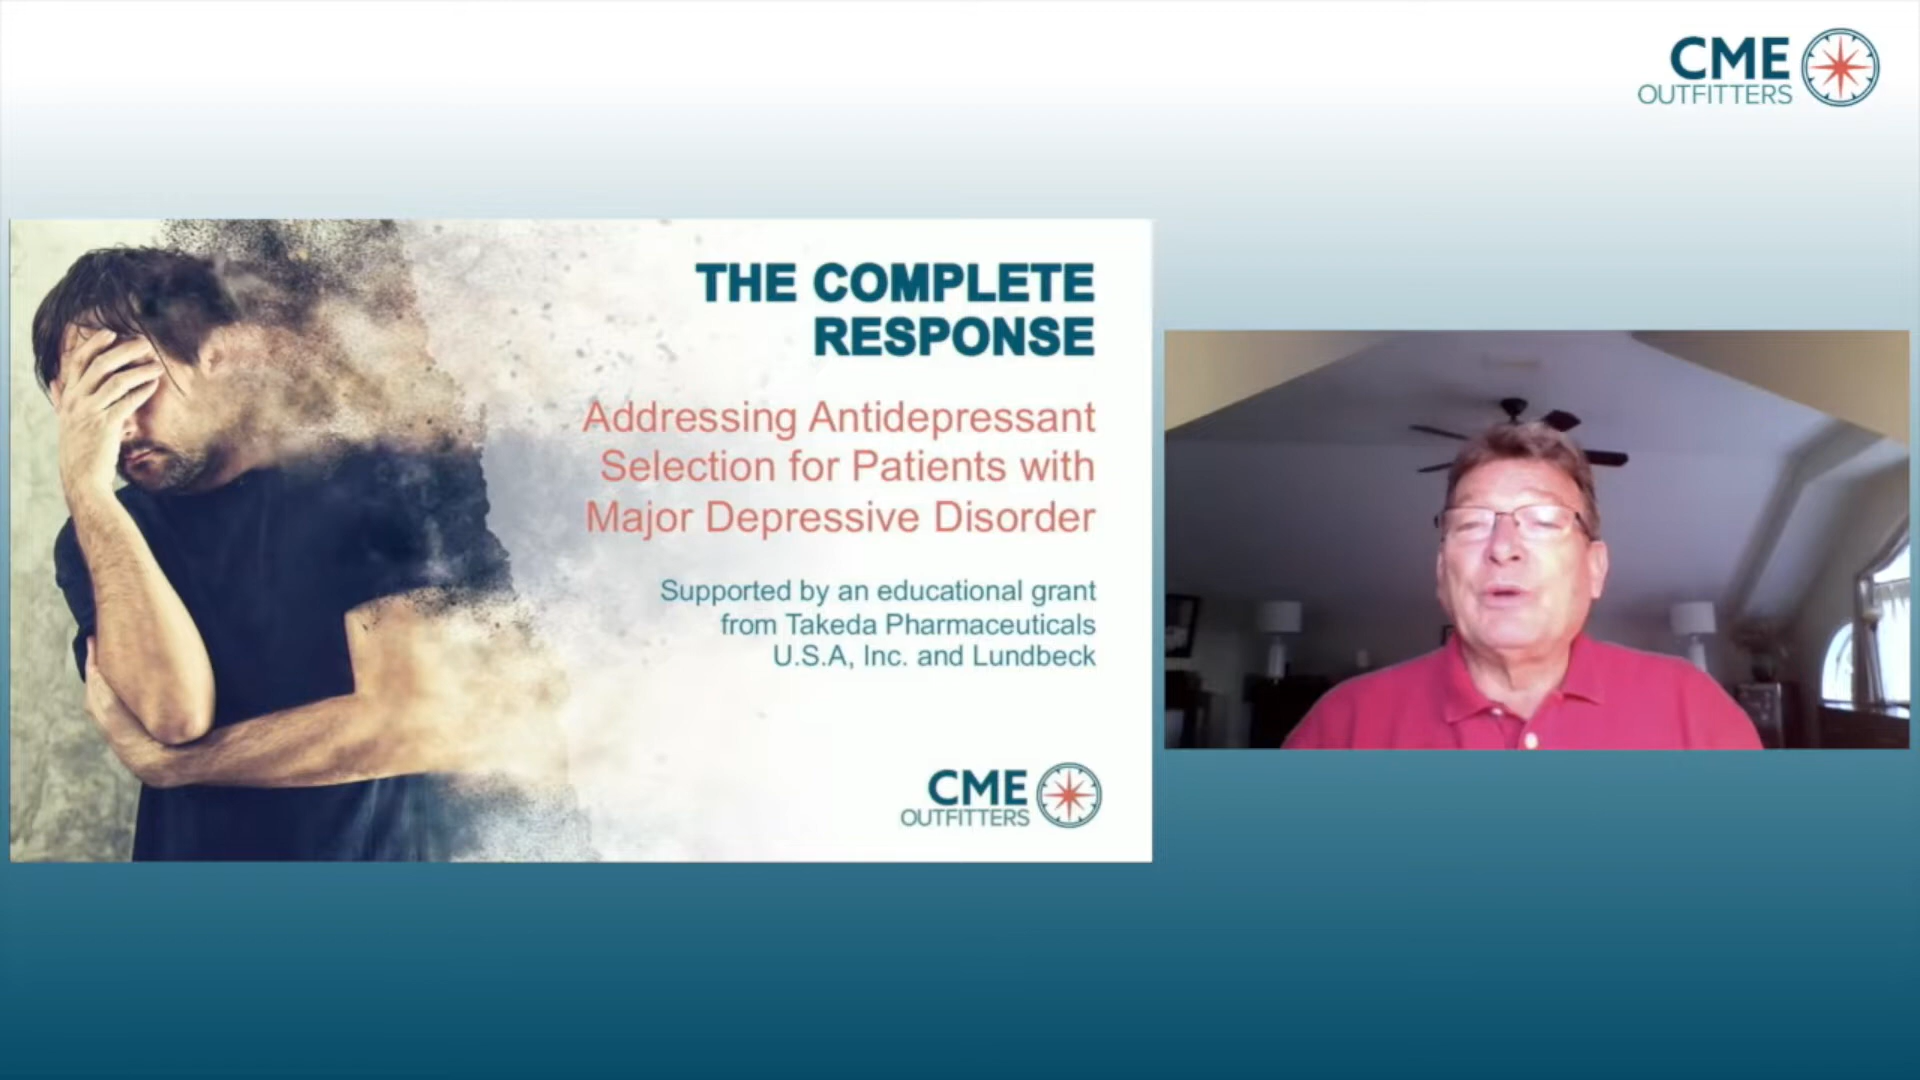 CME
OUTFITTERS
THE COMPLETE
RESPONSE
Addressing Antidepressant
Selection for Patients with
Major Depressive Disorder
Supported by an educational grant
from Takeda Pharmaceuticals
U.S.A, Inc. and Lundbeck
CME
OUTFITTERS